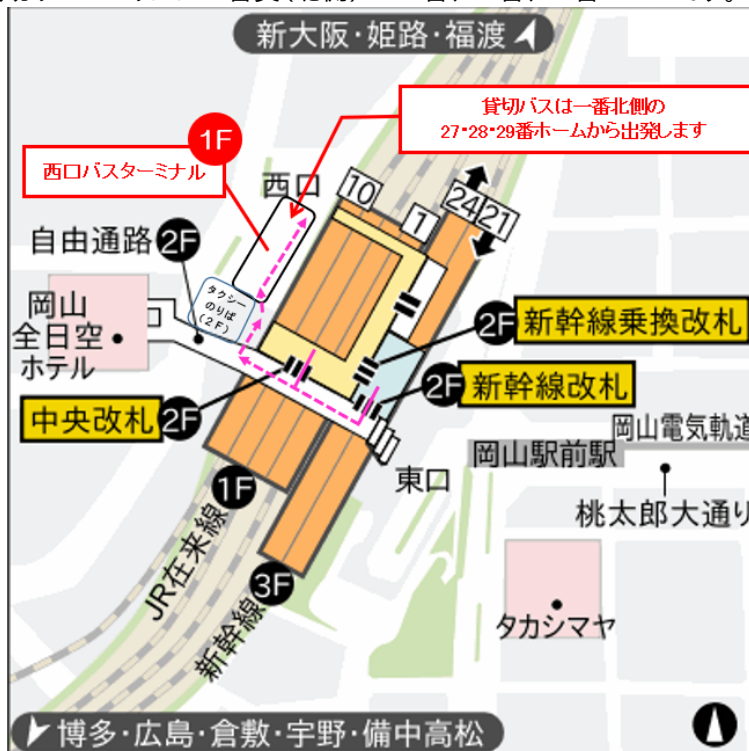 新大阪・姫路・福渡
貸切バスは一番北側の
27・28・29番ホームから出発します
1F
西口バスターミナル
西口
10
1
24 21
自由通路 2F
タクシー
のりば
(2F)
岡山
全日空
ホテル
2F 新幹線乗換改札
2F 新幹線改札
中央改札 2F
岡山電気軌道
岡山駅前駅
東口
1F
桃太郎大通り
JR在来線
3F
新幹線
タカシマヤ
博多・広島・倉敷・宇野・備中高松